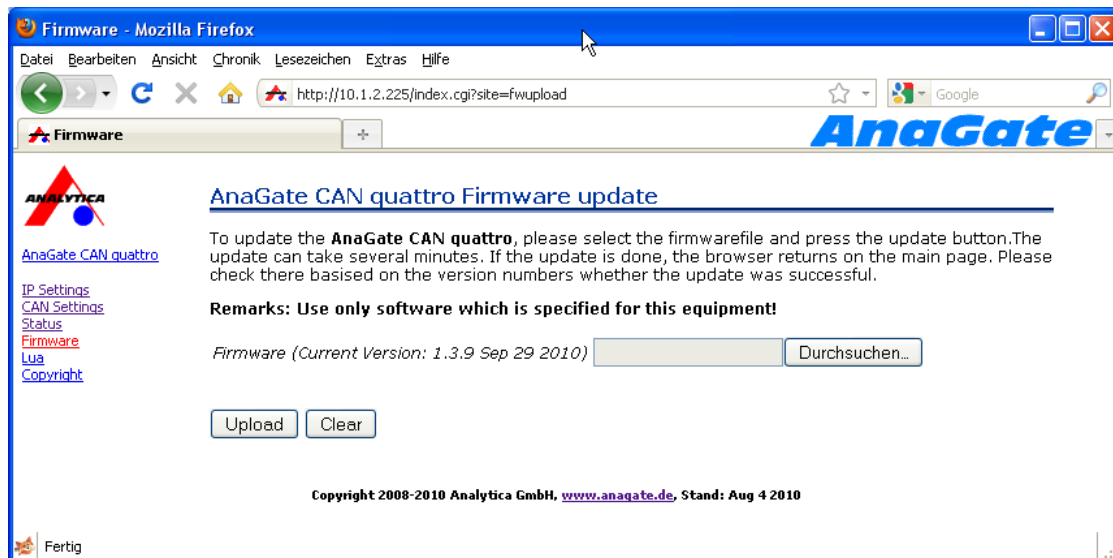 Firmware - Mozilla Firefox
Datei Bearbeiten Ansicht Chronik Lesezeichen Extras Hilfe
http://10.1.2.225/index.cgi?site=fwupload
Google
Firmware
AnaGate
ANALYTICA
AnaGate CAN quattro
IP Settings
CAN Settings
Status
Firmware
Lua
Copyright
AnaGate CAN quattro Firmware update
To update the AnaGate CAN quattro, please select the firmwarefile and press the update button.The
update can take several minutes. If the update is done, the browser returns on the main page. Please
check there basised on the version numbers whether the update was successful.
Remarks: Use only software which is specified for this equipment!
Firmware (Current Version: 1.3.9 Sep 29 2010)
Durchsuchen...
Upload Clear
Copyright 2008-2010 Analytica GmbH, www.anagate.de, Stand: Aug 4 2010
Fertig